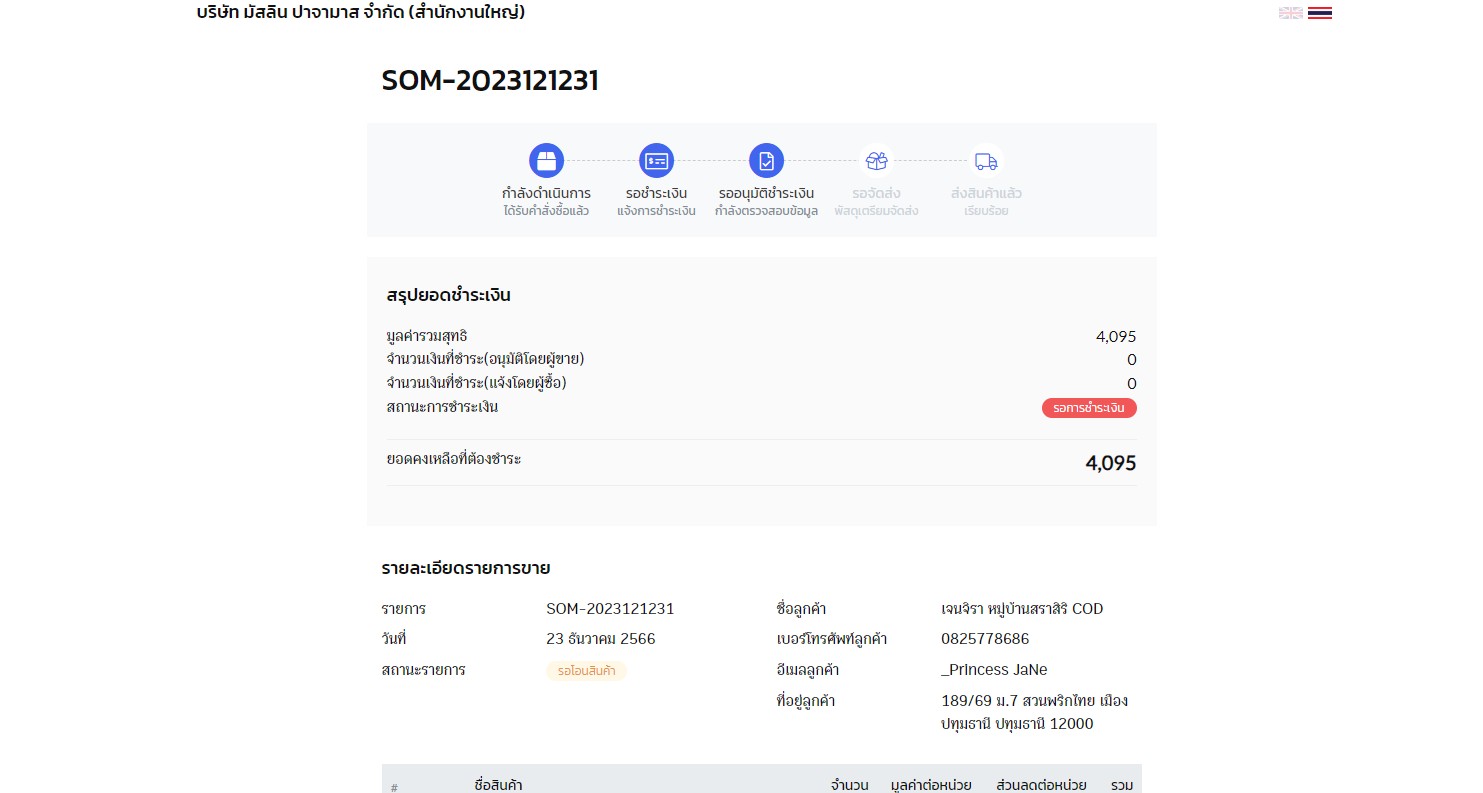 บริษัท มัสลิน ปาจามาส จำกัด (สำนักงานใหญ่)
SOM-2023121231
กำลังดำเนินการ รอชำระเงิน รออนุมัติชำระเงิน รอจัดส่ง ส่งสินค้าแล้ว
ได้รับคำสั่งซื้อแล้ว แจ้งการชำระเงิน กำลังตรวจสอบข้อมูล พัสดุเตรียมจัดส่ง เรียบร้อย
สรุปยอดชำระเงิน
มูลค่ารวมสุทธิ 4,095
จำนวนเงินที่ชำระ(อนุมัติโดยผู้ขาย) 0
จำนวนเงินที่ชำระ(แจ้งโดยผู้ซื้อ) 0
สถานะการชำระเงิน รอการชำระเงิน
ยอดคงเหลือที่ต้องชำระ 4,095
รายละเอียดรายการขาย
รายการ SOM-2023121231 ชื่อลูกค้า เจนจิรา หมู่บ้านสราสิริ COD
วันที่ 23 ธันวาคม 2566 เบอร์โทรศัพท์ลูกค้า 0825778686
สถานะรายการ รอโอนสินค้า อีเมลลูกค้า _Princess JaNe
ที่อยู่ลูกค้า 189/69 ม.7 สวนพริกไทย เมือง
ปทุมธานี ปทุมธานี 12000
# ชื่อสินค้า จำนวน มูลค่าต่อหน่วย ส่วนลดต่อหน่วย รวม